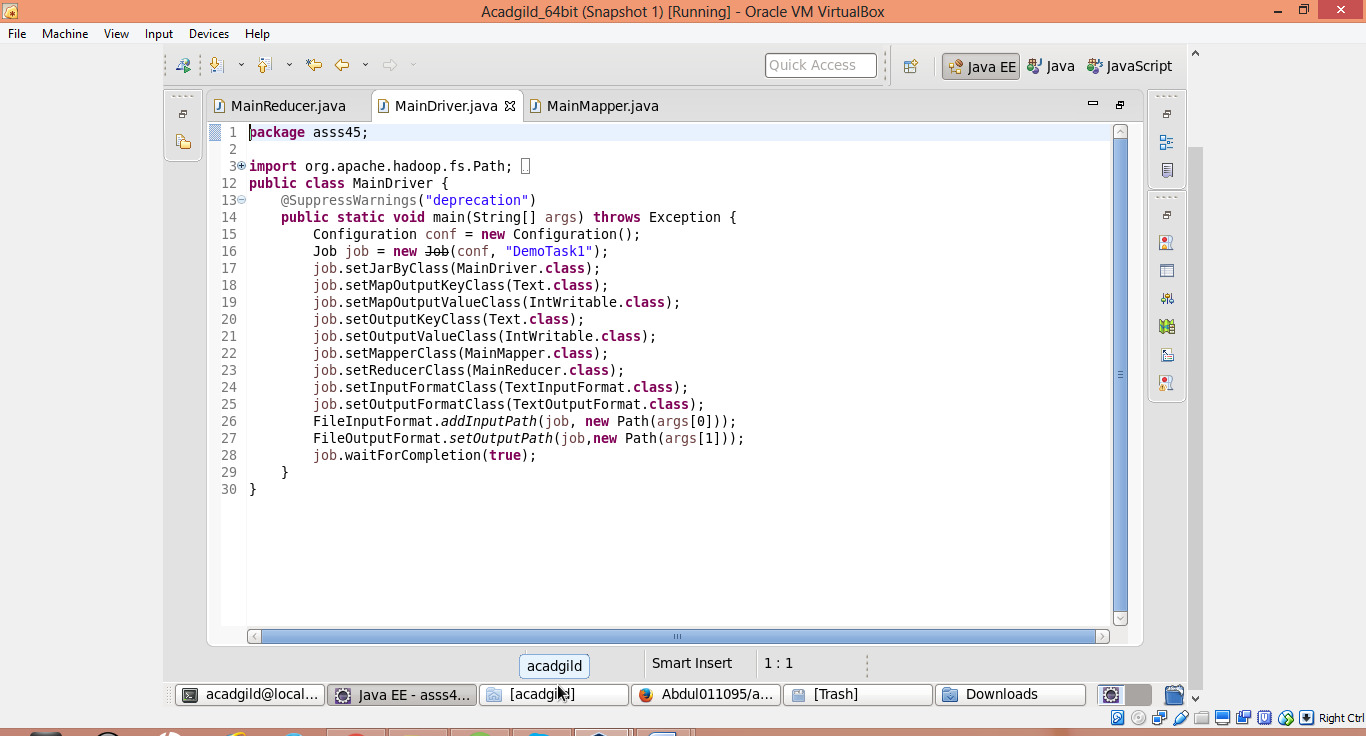 Acadgild_64bit (Snapshot 1) [Running] - Oracle VM VirtualBox
File Machine View Input Devices Help
Quick Access Java EE Java JavaScript
MainReducer.java MainDriver.java MainMapper.java
1 package asss45;
2
3 import org.apache.hadoop.fs.Path;
12 public class MainDriver {
13 @SuppressWarnings("deprecation")
14 public static void main(String[] args) throws Exception {
15 Configuration conf = new Configuration();
16 Job job = new Job(conf, "DemoTask1");
17 job.setJarByClass(MainDriver.class);
18 job.setMapOutputKeyClass(Text.class);
19 job.setMapOutputValueClass(IntWritable.class);
20 job.setOutputKeyClass(Text.class);
21 job.setOutputValueClass(IntWritable.class);
22 job.setMapperClass(MainMapper.class);
23 job.setReducerClass(MainReducer.class);
24 job.setInputFormatClass(TextInputFormat.class);
25 job.setOutputFormatClass(TextOutputFormat.class);
26 FileInputFormat.addInputPath(job, new Path(args[0]));
27 FileOutputFormat.setOutputPath(job,new Path(args[1]));
28 job.waitForCompletion(true);
29 }
30 }
acadgild Smart Insert 1 : 1
acadgild@local... Java EE - asss4... [acadgild] Abdul011095/a... [Trash] Downloads
Right Ctrl